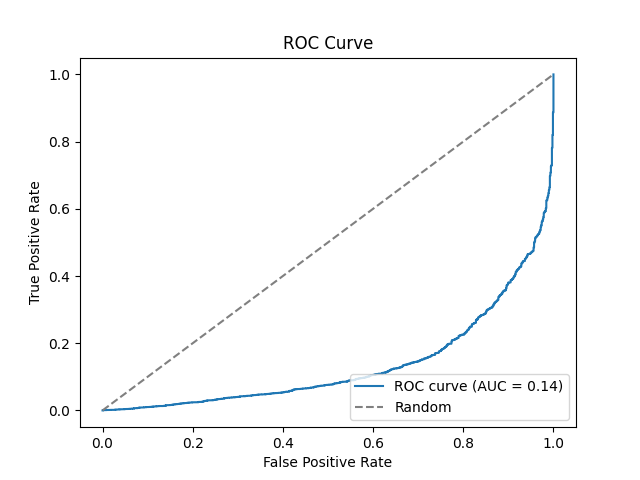 ROC Curve
True Positive Rate
1.0
0.8
0.6
0.4
0.2
0.0
ROC curve (AUC = 0.14)
Random
0.0 0.2 0.4 0.6 0.8 1.0
False Positive Rate